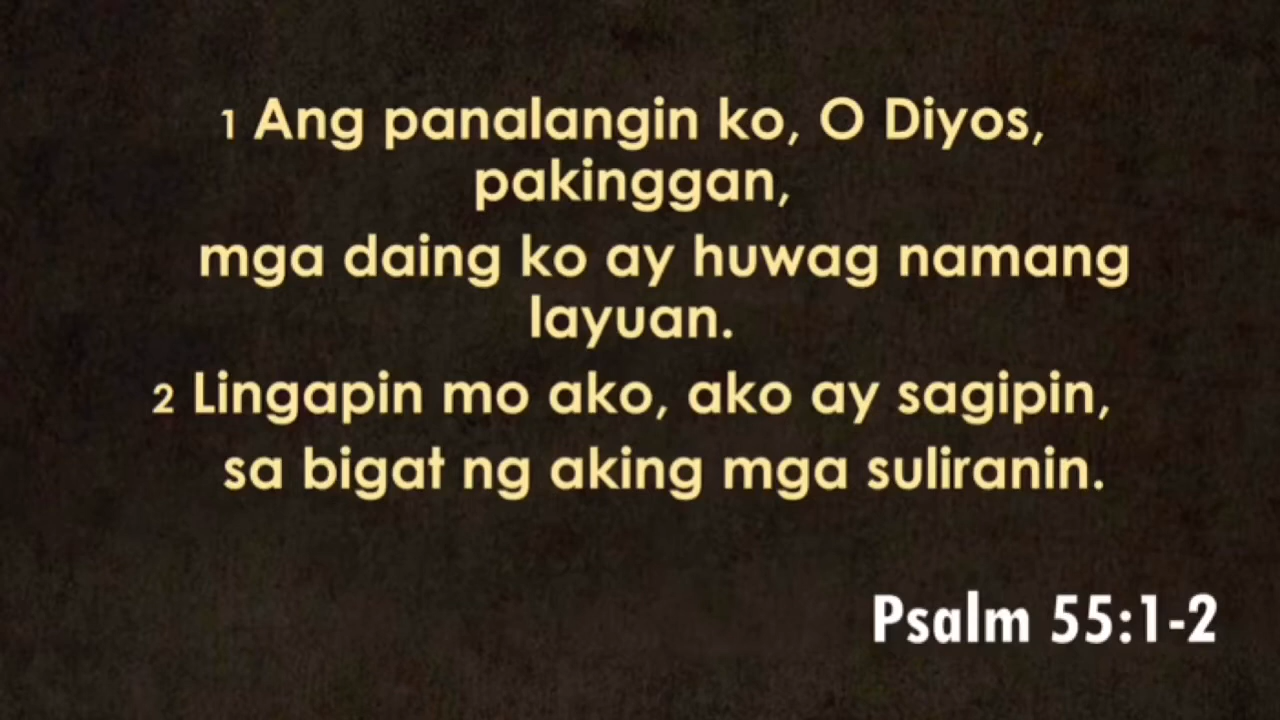 1 Ang panalangin ko, O Diyos,
pakinggan,
mga daing ko ay huwag namang
layuan.
2 Lingapin mo ako, ako ay sagipin,
sa bigat ng aking mga suliranin.
Psalm 55:1-2